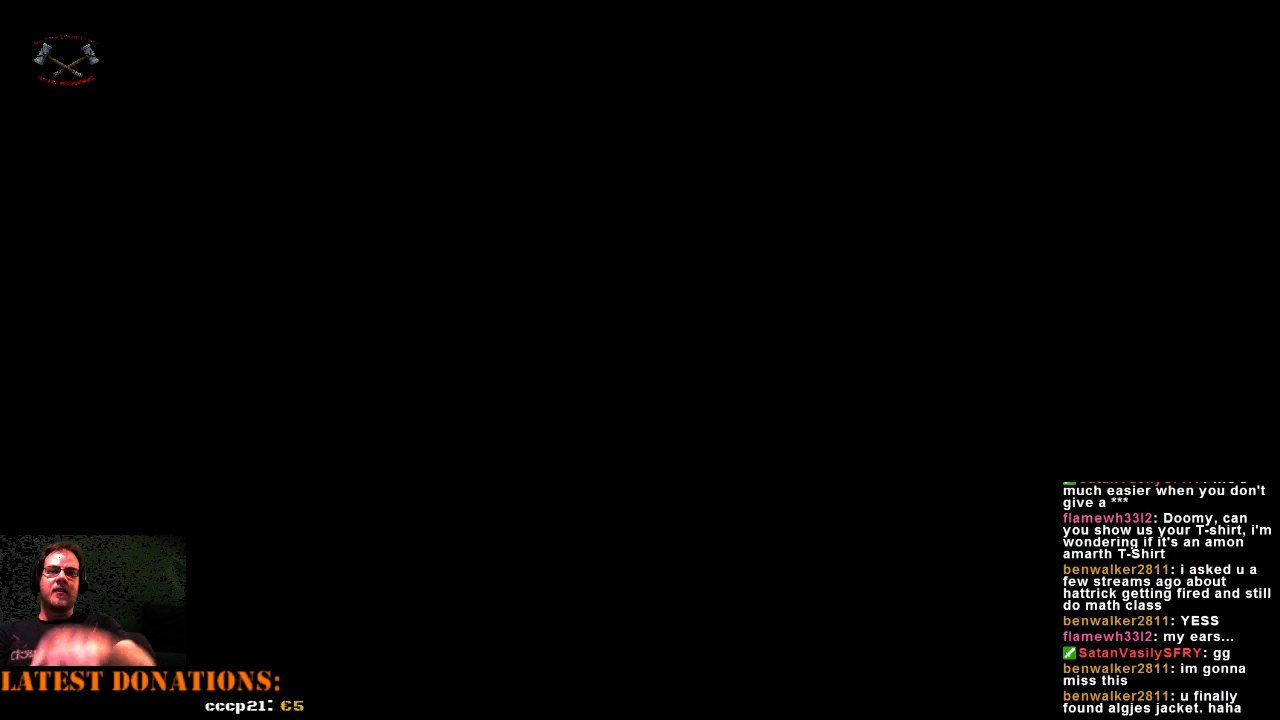 much easier when you don't
give a ***
flamewh33l2: Doomy, can
you show us your T-shirt, i'm
wondering if it's an amon
amarth T-Shirt
benwalker2811: i asked u a
few streams ago about
hattrick getting fired and still
do math class
benwalker2811: YESS
flamewh33l2: my ears...
SatanVasilySFRY: gg
benwalker2811: im gonna
miss this
benwalker2811: u finally
found algjes jacket. haha
LATEST DONATIONS:
cccp21: €5